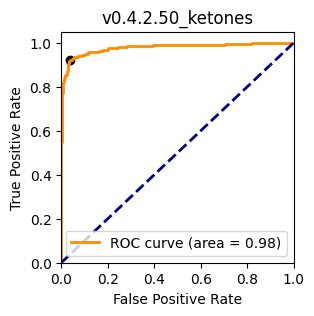 v0.4.2.50_ketones
1.0
0.8
0.6
0.4
0.2
0.0
True Positive Rate
ROC curve (area = 0.98)
0.0 0.2 0.4 0.6 0.8 1.0
False Positive Rate